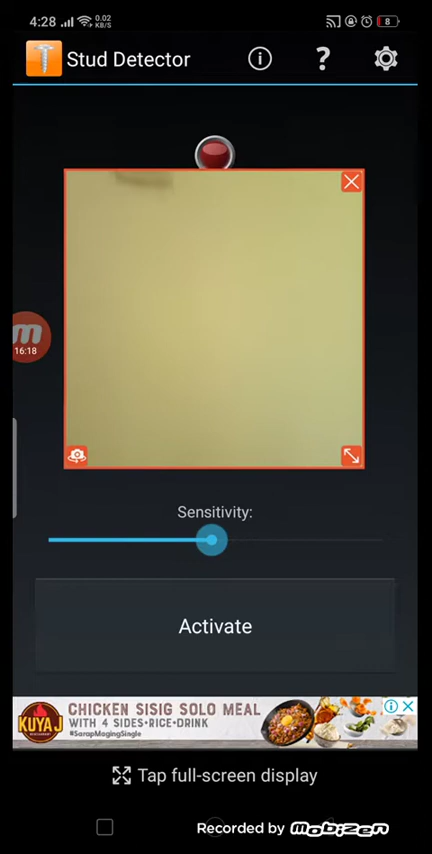 4:28
0.02
KB/S
8
Stud Detector
i
?
m
16:18
Sensitivity:
Activate
KUYA J
RESTAURANT
CHICKEN SISIG SOLO MEAL
WITH 4 SIDES•RICE•DRINK
#SarapMagingSingle
Tap full-screen display
Recorded by MOBIZEN